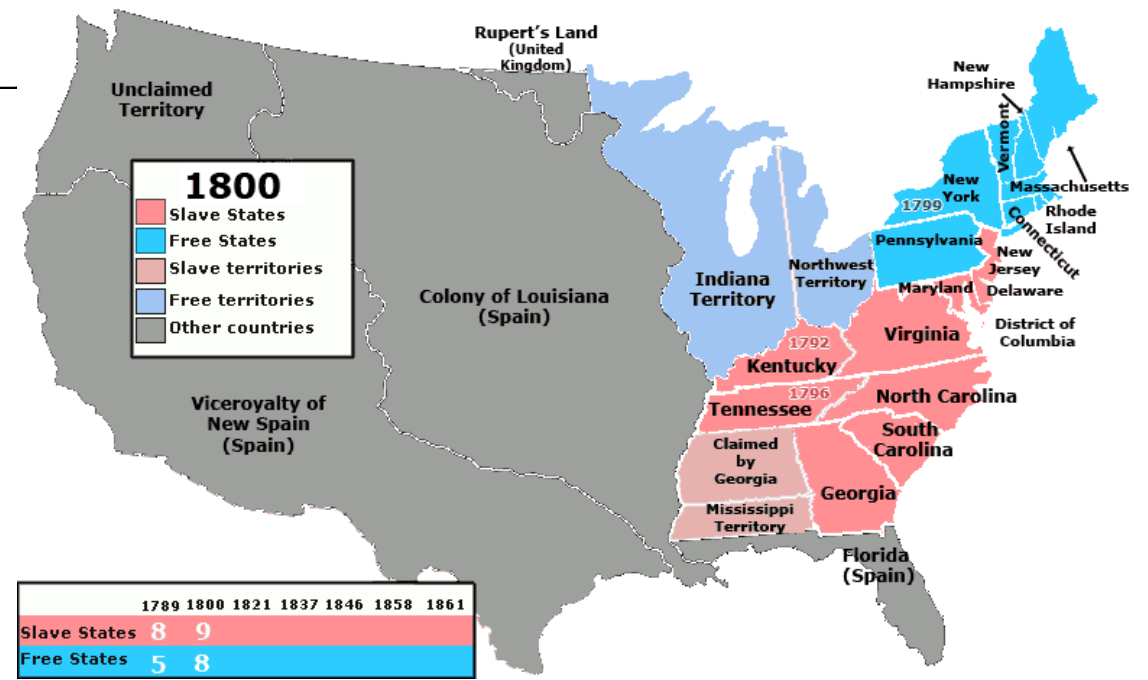 Rupert's Land
(United
Kingdom)
Unclaimed
Territory
New
Hampshire
Vermont
1800
Slave States
Free States
Slave territories
Free territories
Other countries
New
York
1799
Massachusetts
Rhode
Island
Connecticut
Pennsylvania
New
Jersey
Northwest
Territory
Indiana
Territory
Maryland
Delaware
Colony of Louisiana
(Spain)
District of
Columbia
Virginia
1792
Kentucky
1796
Tennessee
North Carolina
Viceroyalty of
New Spain
(Spain)
South
Carolina
Claimed
by
Georgia
Georgia
Mississippi
Territory
Florida
(Spain)
1789 1800 1821 1837 1846 1858 1861
Slave States 8 9
Free States 5 8